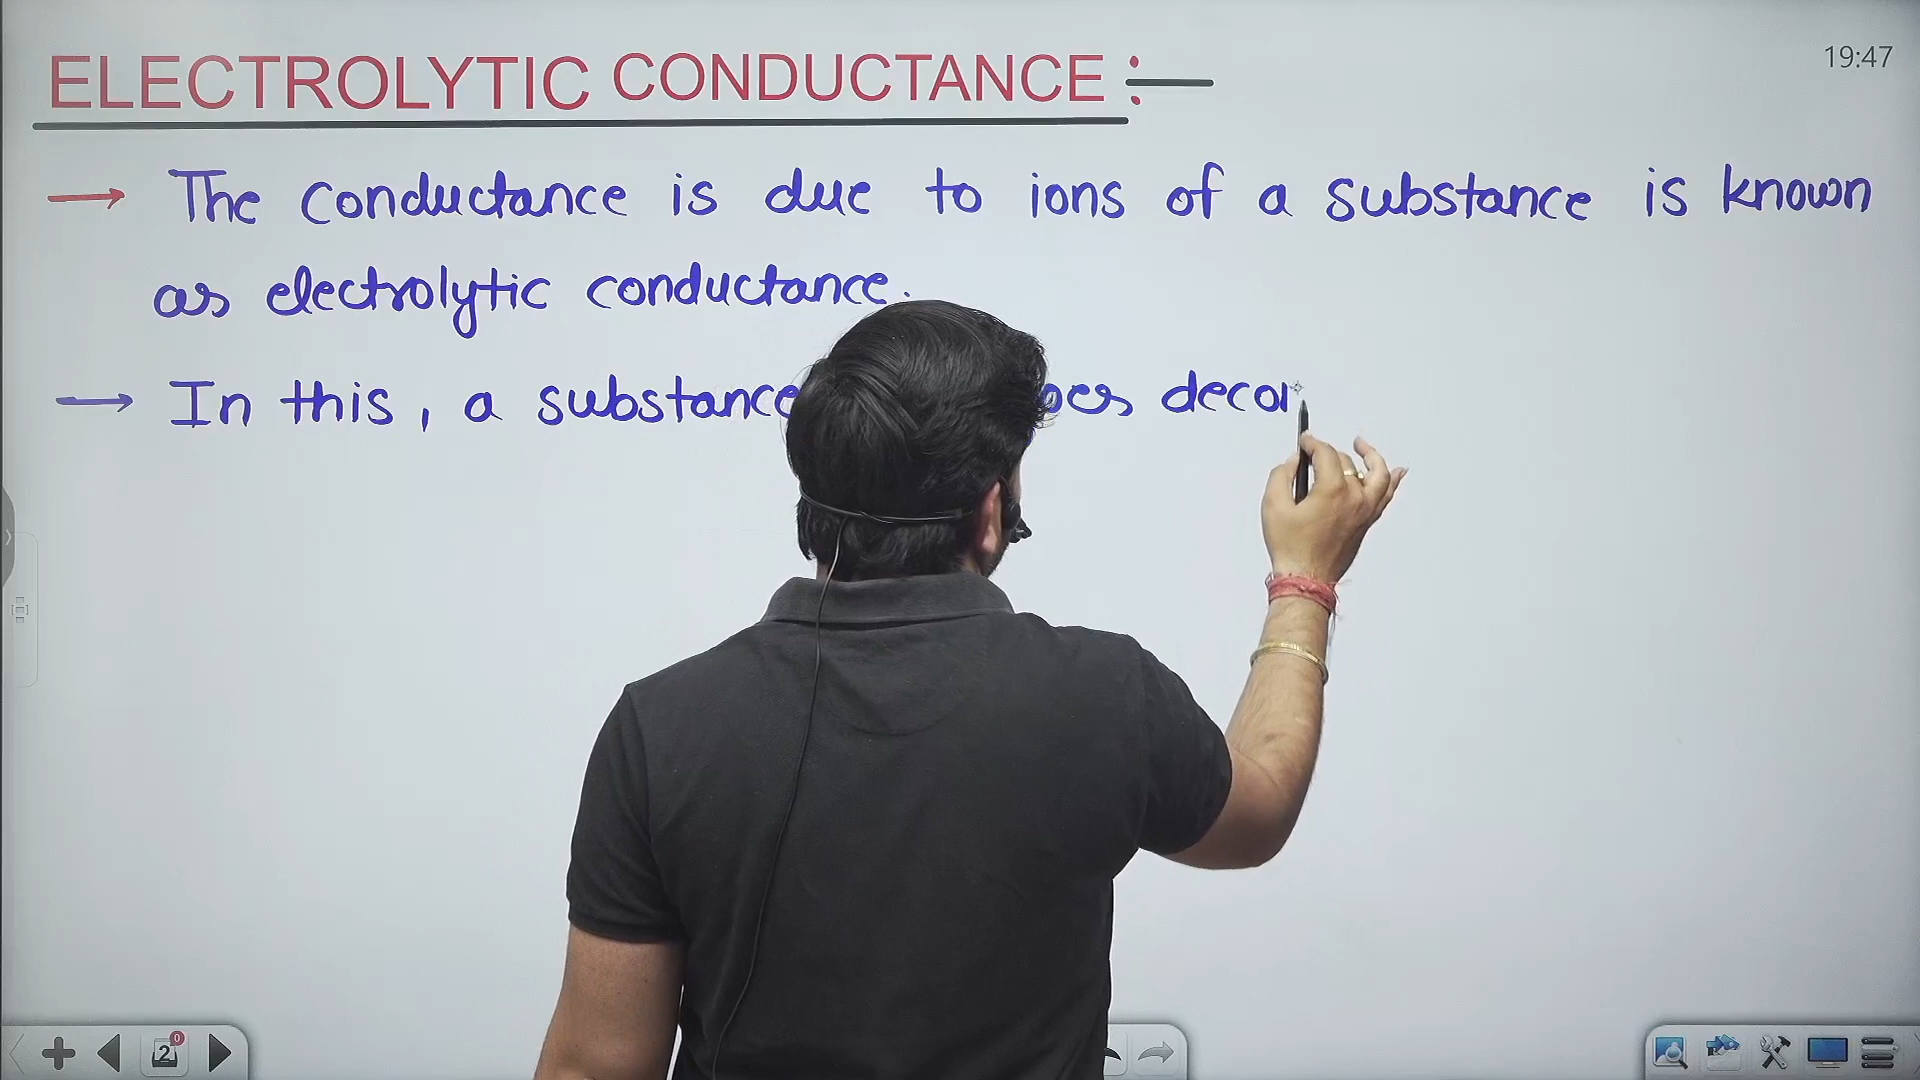 ELECTROLYTIC CONDUCTANCE :-
19:47
→ The conductance is due to ions of a substance is known
as electrolytic conductance.
→ In this, a substance
2
0